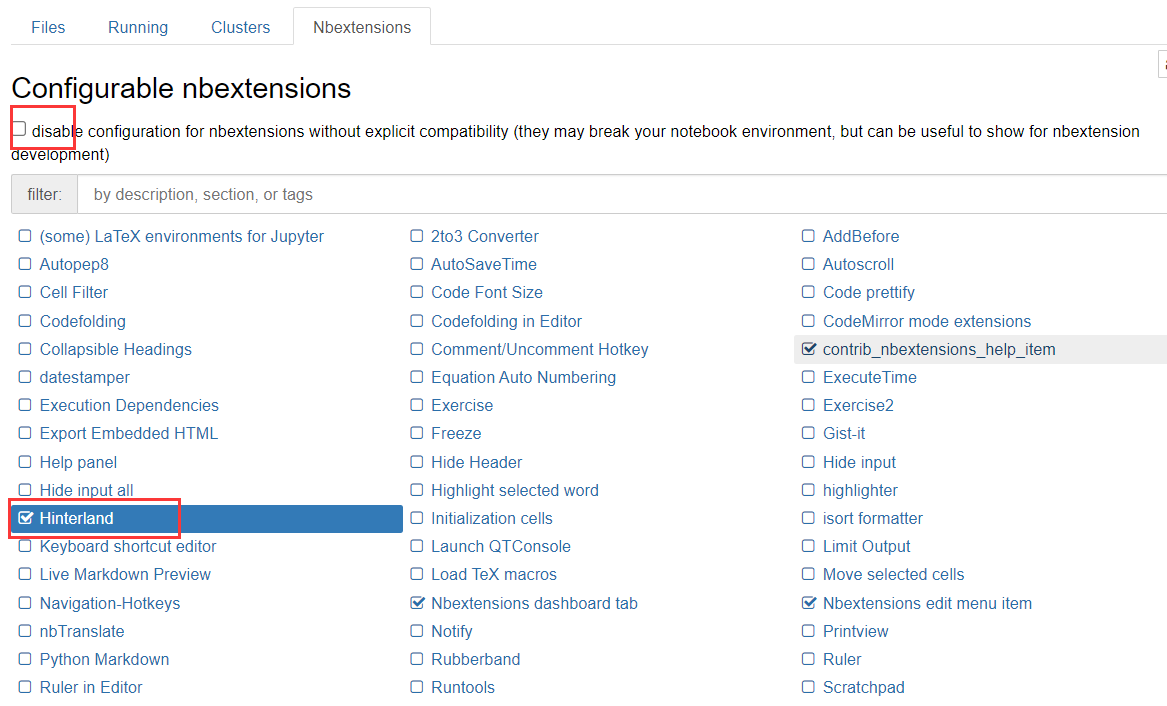 Files Running Clusters Nbextensions
Configurable nbextensions
disable configuration for nbextensions without explicit compatibility (they may break your notebook environment, but can be useful to show for nbextension
development)
filter: by description, section, or tags
(some) LaTeX environments for Jupyter 2to3 Converter AddBefore
Autopep8 AutoSaveTime Autoscroll
Cell Filter Code Font Size Code prettify
Codefolding Codefolding in Editor CodeMirror mode extensions
Collapsible Headings Comment/Uncomment Hotkey contrib_nbextensions_help_item
datestamper Equation Auto Numbering ExecuteTime
Execution Dependencies Exercise Exercise2
Export Embedded HTML Freeze Gist-it
Help panel Hide Header Hide input
Hide input all Highlight selected word highlighter
Hinterland Initialization cells isort formatter
Keyboard shortcut editor Launch QTConsole Limit Output
Live Markdown Preview Load TeX macros Move selected cells
Navigation-Hotkeys Nbextensions dashboard tab Nbextensions edit menu item
nbTranslate Notify Printview
Python Markdown Rubberband Ruler
Ruler in Editor Runtools Scratchpad